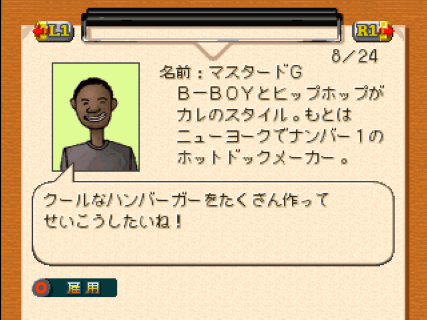 L1
R1
8/24
名前：マスタードG
B－BOYとヒップホップが
カレのスタイル。もとは
ニューヨークでナンバー1の
ホットドックメーカー。
クールなハンバーガーをたくさん作って
せいこうしたいね！
雇用